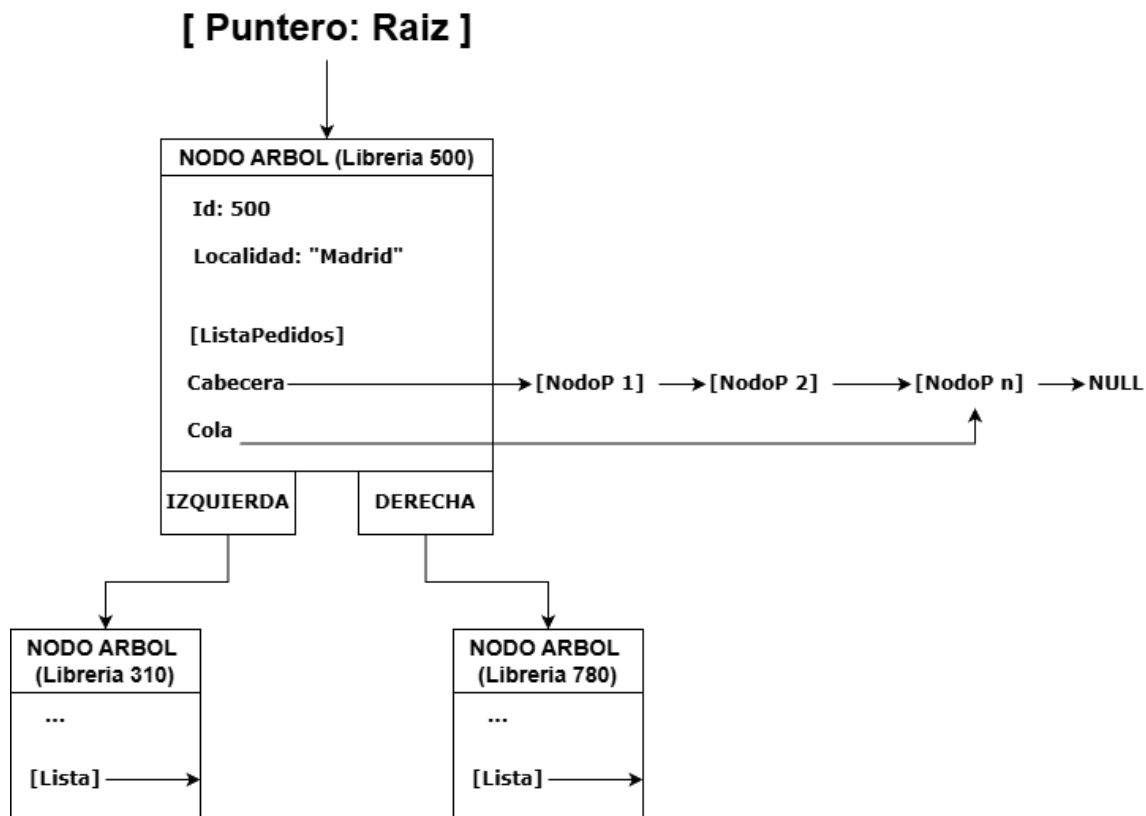 [ Puntero: Raiz ]
NODO ARBOL (Libreria 500)
Id: 500
Localidad: "Madrid"
[ListaPedidos]
Cabecera [NodoP 1] [NodoP 2] [NodoP n] NULL
Cola
IZQUIERDA DERECHA
NODO ARBOL
(Libreria 310)
...
[Lista]
NODO ARBOL
(Libreria 780)
...
[Lista]